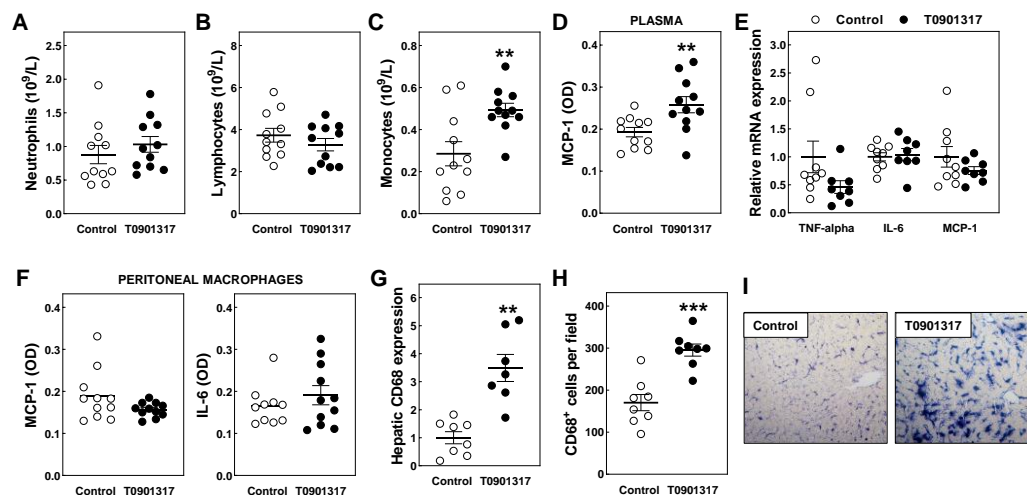 A
Neutrophils (10⁹/L)
2.5
2.0
1.5
1.0
0.5
0.0
Control T0901317
B
Lymphocytes (10⁹/L)
8
6
4
2
0
Control T0901317
C
Monocytes (10⁹/L)
0.8
0.6
0.4
0.2
0.0
**
Control T0901317
D
PLASMA
MCP-1 (OD)
0.4
0.3
0.2
0.1
0.0
**
Control T0901317
E
Control T0901317
Relative mRNA expression
3.0
2.5
2.0
1.5
1.0
0.5
0.0
TNF-alpha IL-6 MCP-1
F
PERITONEAL MACROPHAGES
MCP-1 (OD)
0.4
0.3
0.2
0.1
0.0
Control T0901317
IL-6 (OD)
0.4
0.3
0.2
0.1
0.0
Control T0901317
G
Hepatic CD68 expression
6
5
4
3
2
1
0
**
Control T0901317
H
CD68⁺ cells per field
400
300
200
100
0
***
Control T0901317
I
Control
T0901317